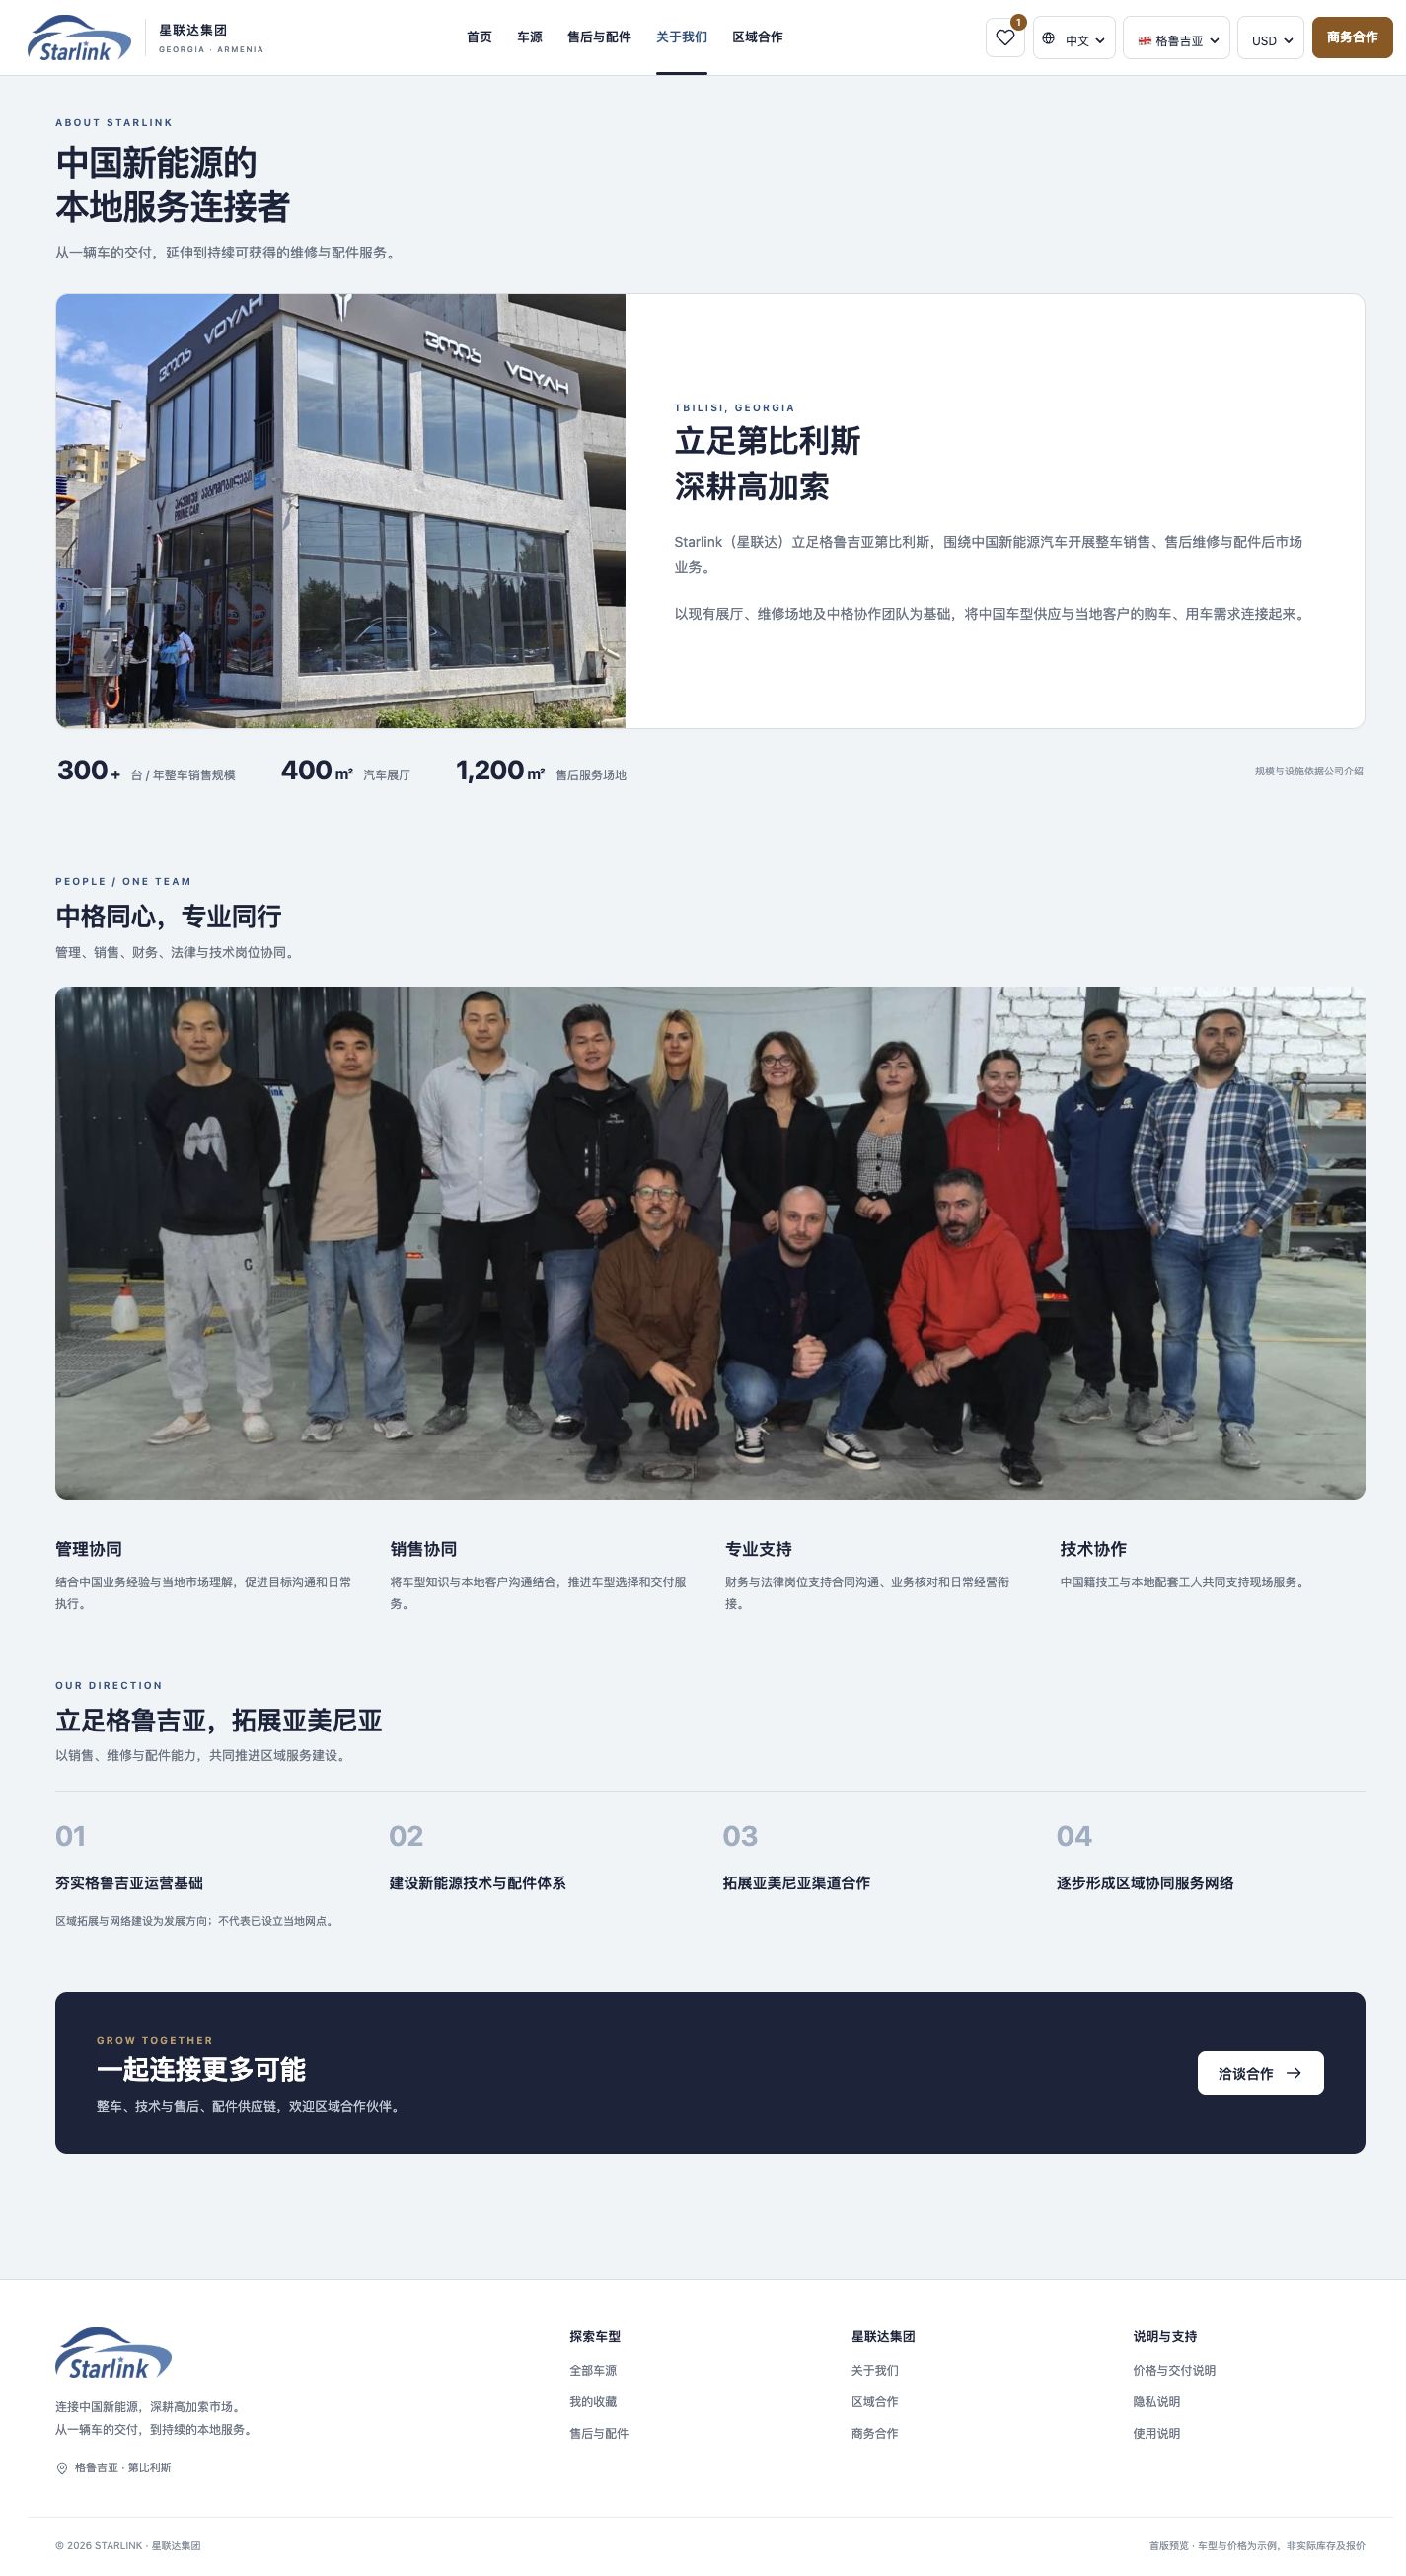 Starlink
星联达集团
GEORGIA · ARMENIA
首页
车源
售后与配件
关于我们
区域合作
1
中文
格鲁吉亚
USD
商务合作
ABOUT STARLINK
中国新能源的
本地服务连接者
从一辆车的交付，延伸到持续可获得的维修与配件服务。
VOYAH
VOYAH
PRIME CAR
TBILISI, GEORGIA
立足第比利斯
深耕高加索
Starlink（星联达）立足格鲁吉亚第比利斯，围绕中国新能源汽车开展整车销售、售后维修与配件后市场
业务。
以现有展厅、维修场地及中格协作团队为基础，将中国车型供应与当地客户的购车、用车需求连接起来。
300+ 台 / 年整车销售规模
400 m² 汽车展厅
1,200 m² 售后服务场地
规模与设施依据公司介绍
PEOPLE / ONE TEAM
中格同心，专业同行
管理、销售、财务、法律与技术岗位协同。
C
管理协同
结合中国业务经验与当地市场理解，促进目标沟通和日常
执行。
销售协同
将车型知识与本地客户沟通结合，推进车型选择和交付服
务。
专业支持
财务与法律岗位支持合同沟通、业务核对和日常经营衔
接。
技术协作
中国籍技工与本地配套工人共同支持现场服务。
OUR DIRECTION
立足格鲁吉亚，拓展亚美尼亚
以销售、维修与配件能力，共同推进区域服务建设。
01
夯实格鲁吉亚运营基础
02
建设新能源技术与配件体系
03
拓展亚美尼亚渠道合作
04
逐步形成区域协同服务网络
区域拓展与网络建设为发展方向；不代表已设立当地网点。
GROW TOGETHER
一起连接更多可能
整车、技术与售后、配件供应链，欢迎区域合作伙伴。
洽谈合作
Starlink
连接中国新能源，深耕高加索市场。
从一辆车的交付，到持续的本地服务。
格鲁吉亚 · 第比利斯
探索车型
全部车源
我的收藏
售后与配件
星联达集团
关于我们
区域合作
商务合作
说明与支持
价格与交付说明
隐私说明
使用说明
© 2026 STARLINK · 星联达集团
首版预览 · 车型与价格为示例，非实际库存及报价